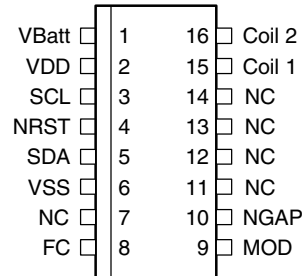 VBatt 1 16 Coil 2
VDD 2 15 Coil 1
SCL 3 14 NC
NRST 4 13 NC
SDA 5 12 NC
VSS 6 11 NC
NC 7 10 NGAP
FC 8 9 MOD